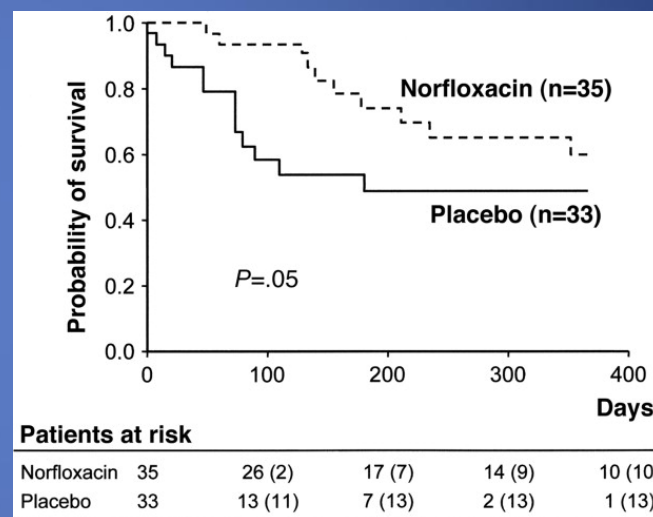 Probability of survival
1.0
0.8
0.6
0.4
0.2
0.0
Norfloxacin (n=35)
Placebo (n=33)
P=.05
0 100 200 300 400
Days
Patients at risk
Norfloxacin 35 26 (2) 17 (7) 14 (9) 10 (10
Placebo 33 13 (11) 7 (13) 2 (13) 1 (13)